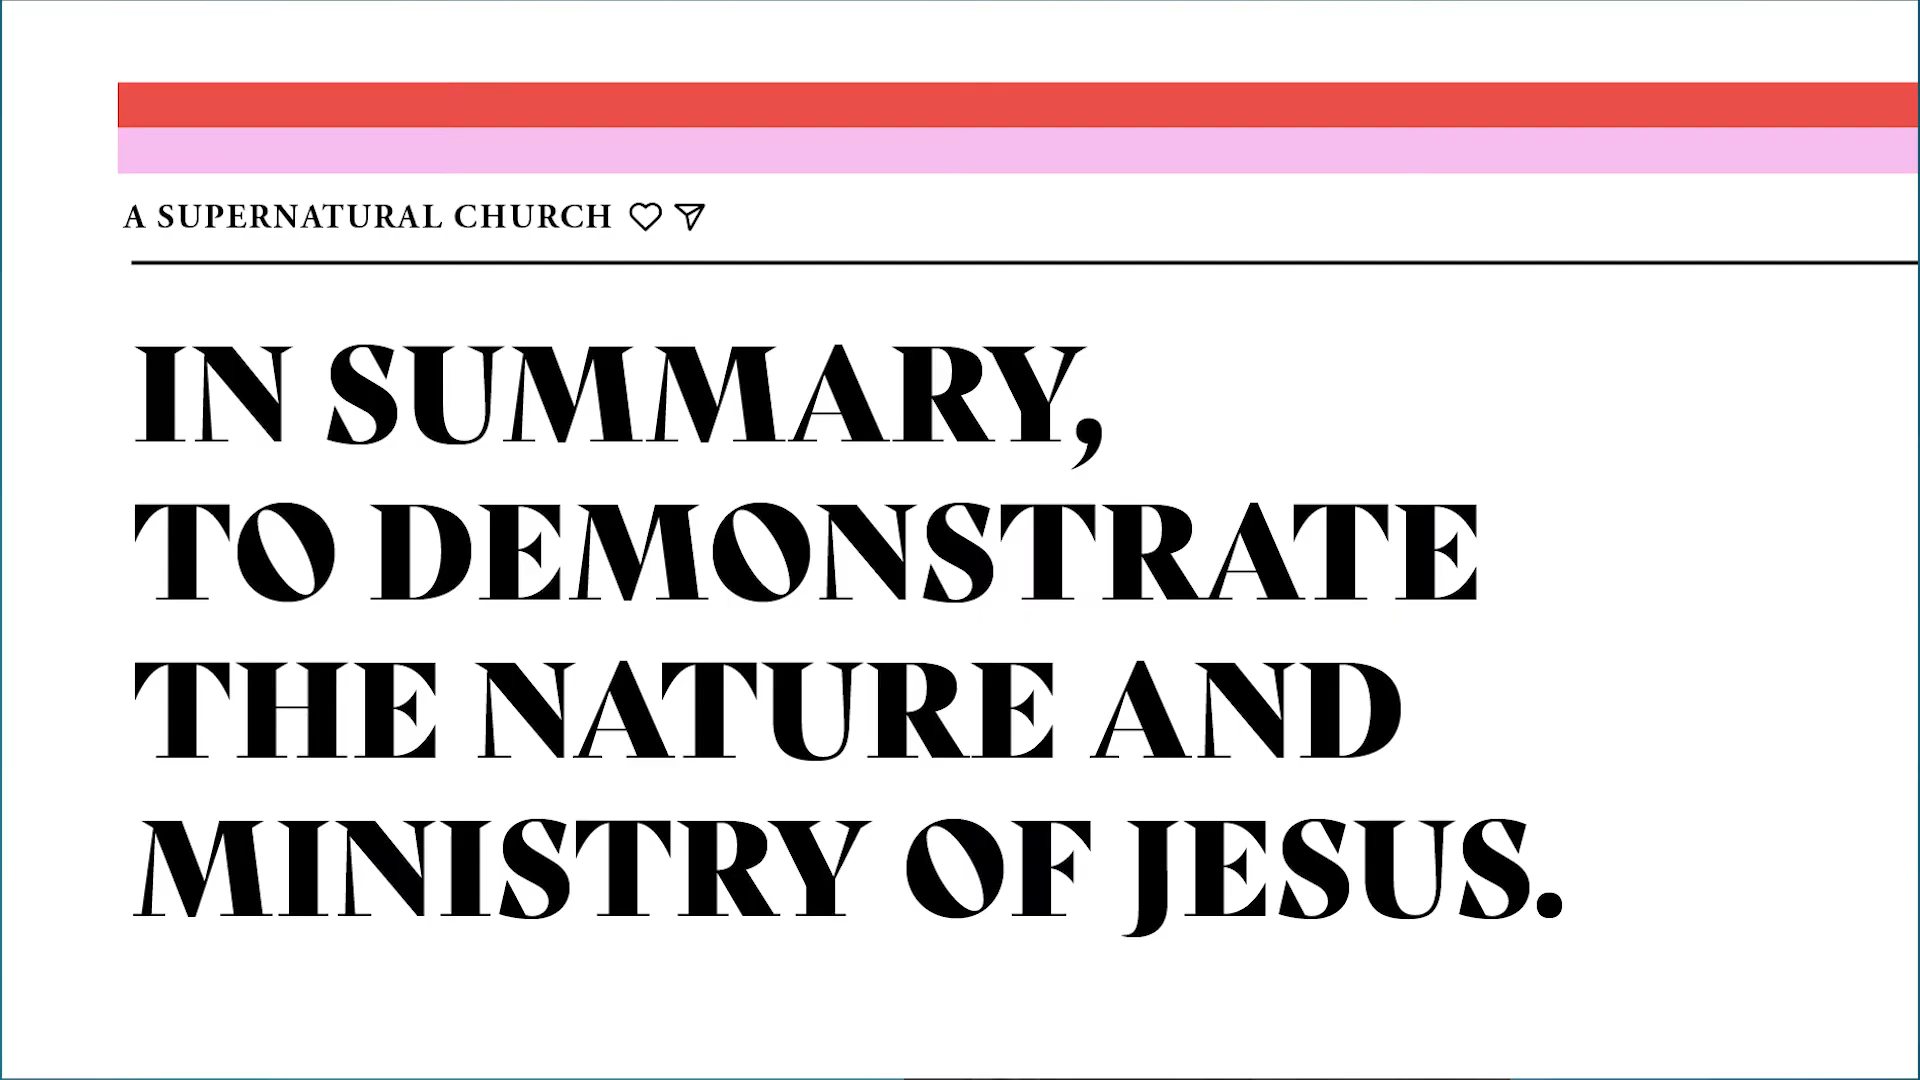 A SUPERNATURAL CHURCH
IN SUMMARY,
TO DEMONSTRATE
THE NATURE AND
MINISTRY OF JESUS.